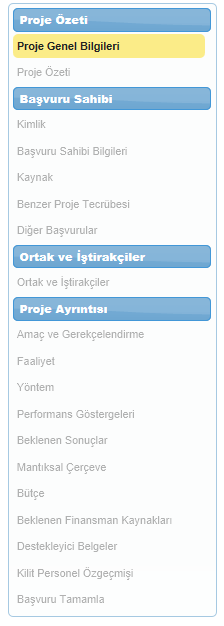 Proje Özeti
Proje Genel Bilgileri
Proje Özeti
Başvuru Sahibi
Kimlik
Başvuru Sahibi Bilgileri
Kaynak
Benzer Proje Tecrübesi
Diğer Başvurular
Ortak ve İştirakçiler
Ortak ve İştirakçiler
Proje Ayrıntısı
Amaç ve Gerekçelendirme
Faaliyet
Yöntem
Performans Göstergeleri
Beklenen Sonuçlar
Mantıksal Çerçeve
Bütçe
Beklenen Finansman Kaynakları
Destekleyici Belgeler
Kilit Personel Özgeçmişi
Başvuru Tamamla